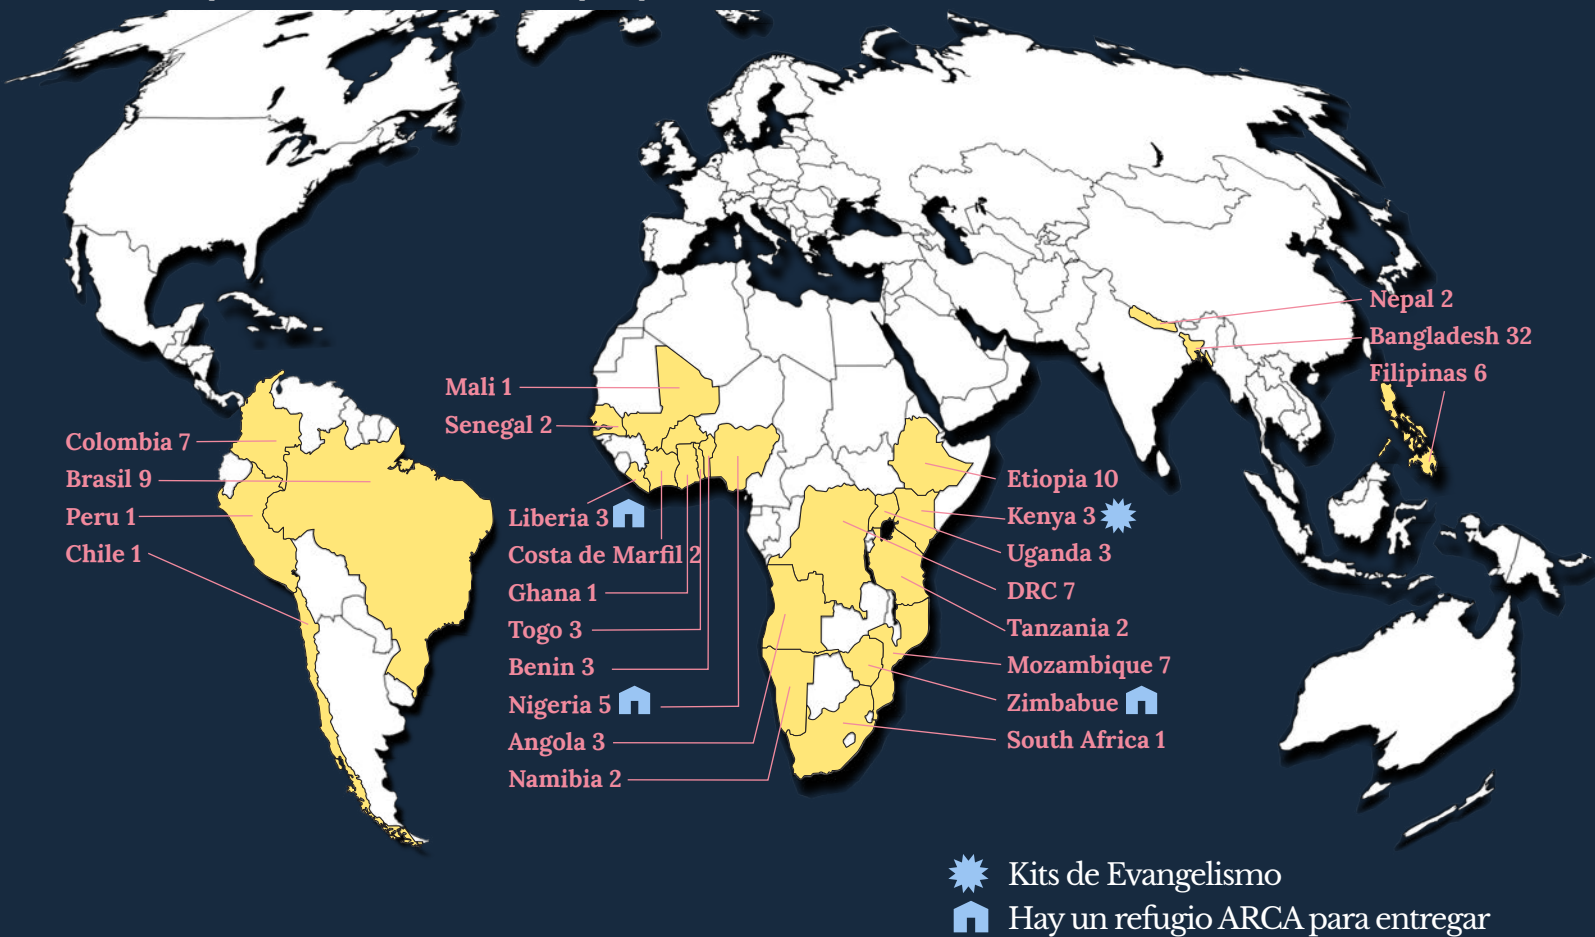 Nepal 2
Bangladesh 32
Filipinas 6
Mali 1
Senegal 2
Colombia 7
Brasil 9
Peru 1
Chile 1
Liberia 3
Costa de Marfil 2
Ghana 1
Togo 3
Benin 3
Nigeria 5
Angola 3
Namibia 2
Etiopia 10
Kenya 3
Uganda 3
DRC 7
Tanzania 2
Mozambique 7
Zimbabue
South Africa 1
Kits de Evangelismo
Hay un refugio ARCA para entregar